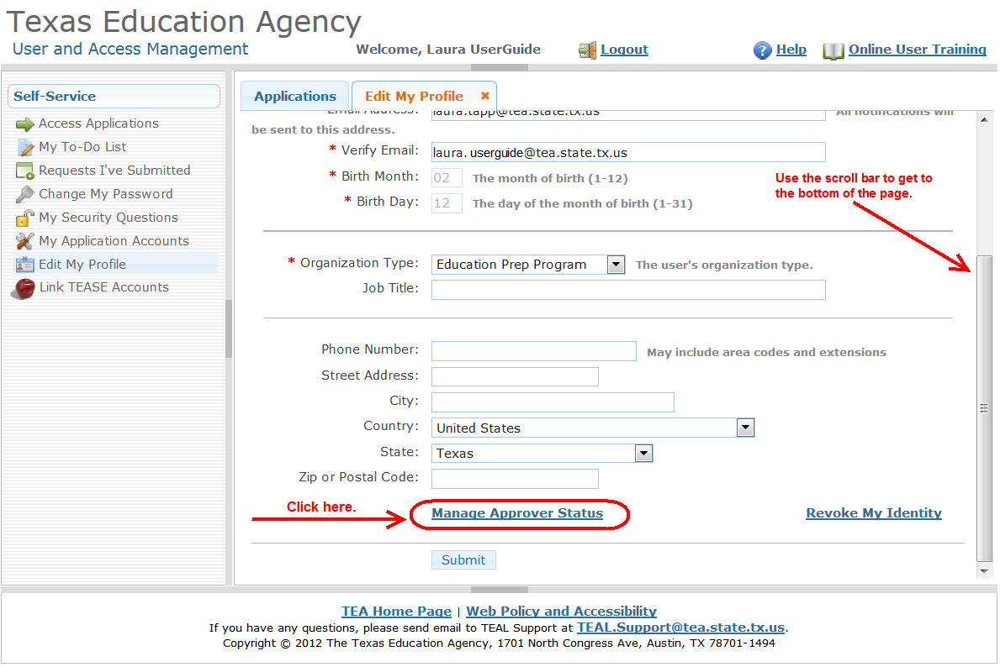 Texas Education Agency
User and Access Management
Welcome, Laura UserGuide
Logout
Help
Online User Training
Self-Service
Access Applications
My To-Do List
Requests I've Submitted
Change My Password
My Security Questions
My Application Accounts
Edit My Profile
Link TEASE Accounts
Applications
Edit My Profile
Email Address: laura.tapp@tea.state.tx.us All notifications will
be sent to this address.
* Verify Email: laura. userguide@tea.state.tx.us
* Birth Month: 02 The month of birth (1-12)
* Birth Day: 12 The day of the month of birth (1-31)
Use the scroll bar to get to
the bottom of the page.
* Organization Type: Education Prep Program The user's organization type.
Job Title:
Phone Number: May include area codes and extensions
Street Address:
City:
Country: United States
State: Texas
Zip or Postal Code:
Click here.
Manage Approver Status
Revoke My Identity
Submit
TEA Home Page | Web Policy and Accessibility
If you have any questions, please send email to TEAL Support at TEAL.Support@tea.state.tx.us.
Copyright © 2012 The Texas Education Agency, 1701 North Congress Ave, Austin, TX 78701-1494